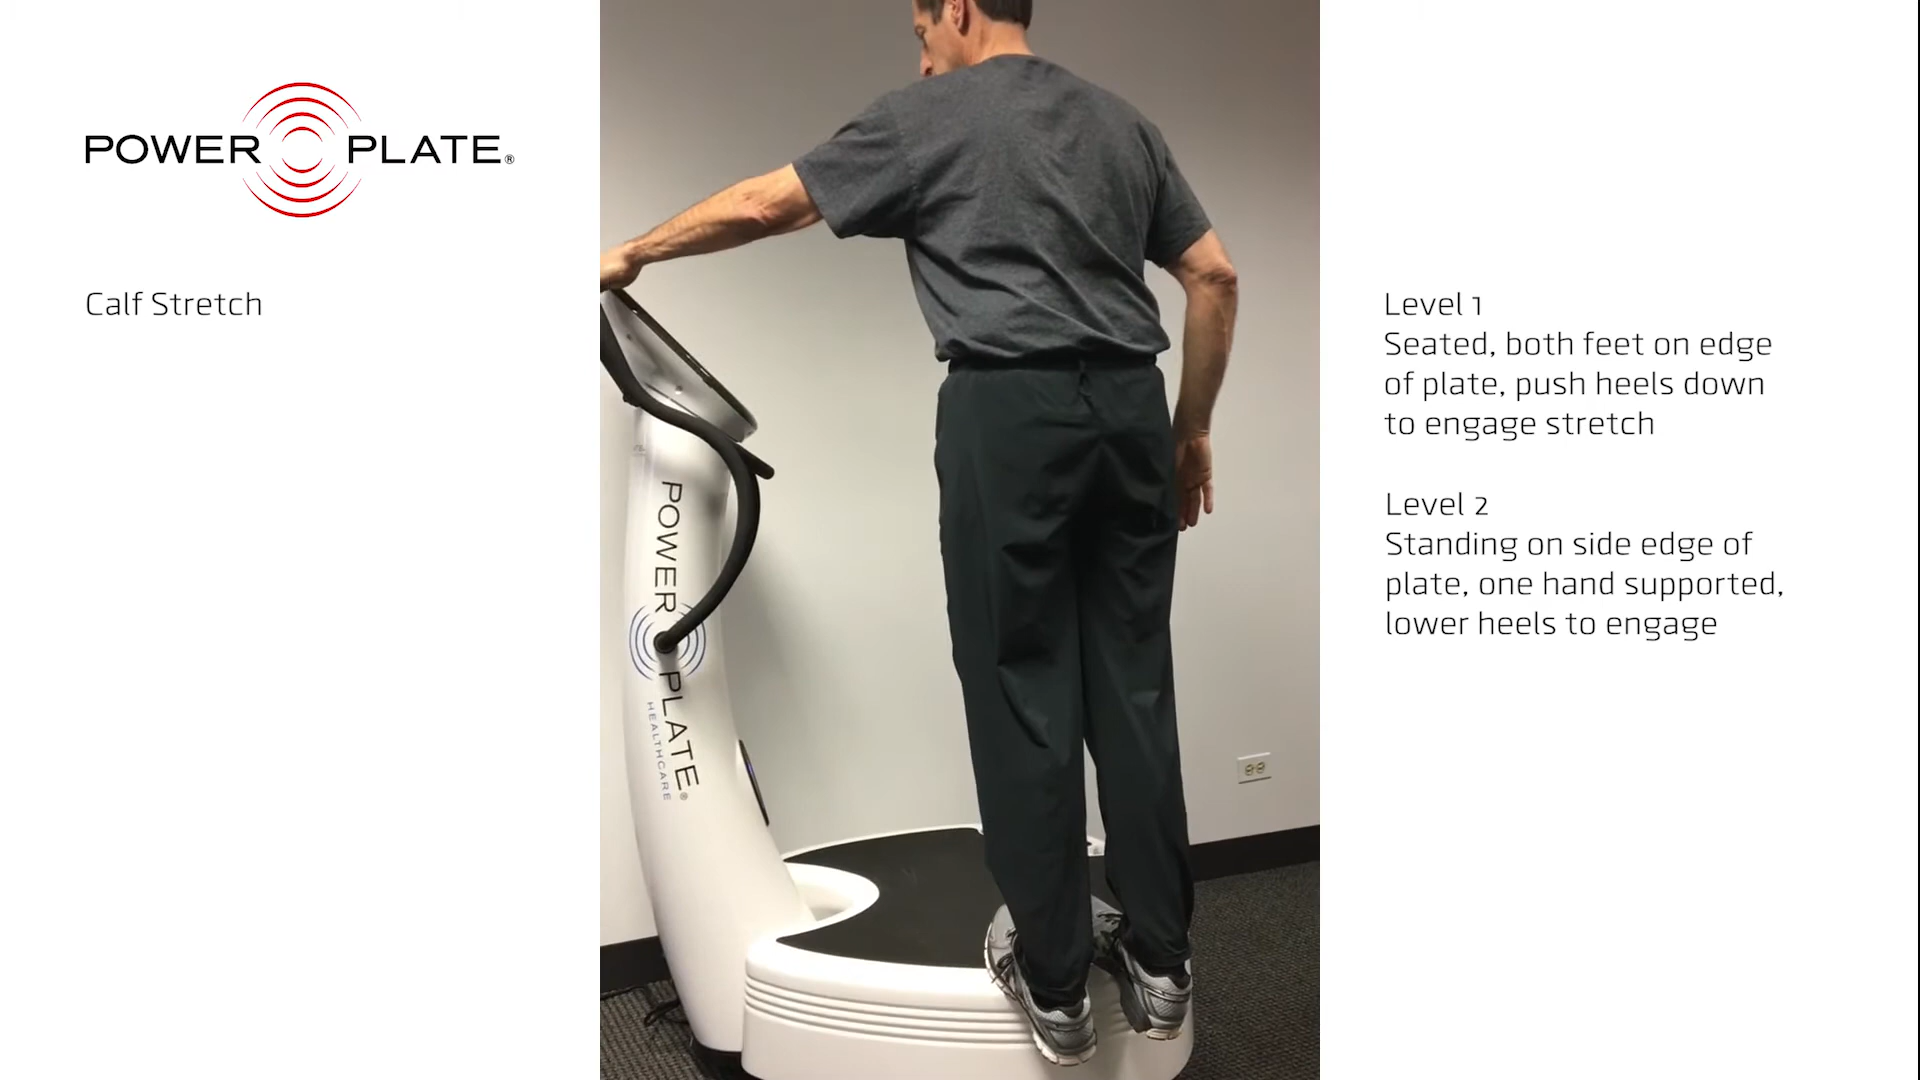 POWER PLATE®
Calf Stretch
POWER PLATE®
HEALTHCARE
Level 1
Seated, both feet on edge
of plate, push heels down
to engage stretch
Level 2
Standing on side edge of
plate, one hand supported,
lower heels to engage